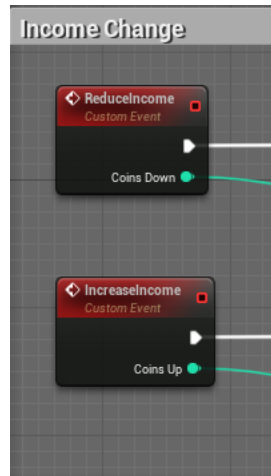 Income Change
ReduceIncome
Custom Event
Coins Down
IncreaseIncome
Custom Event
Coins Up